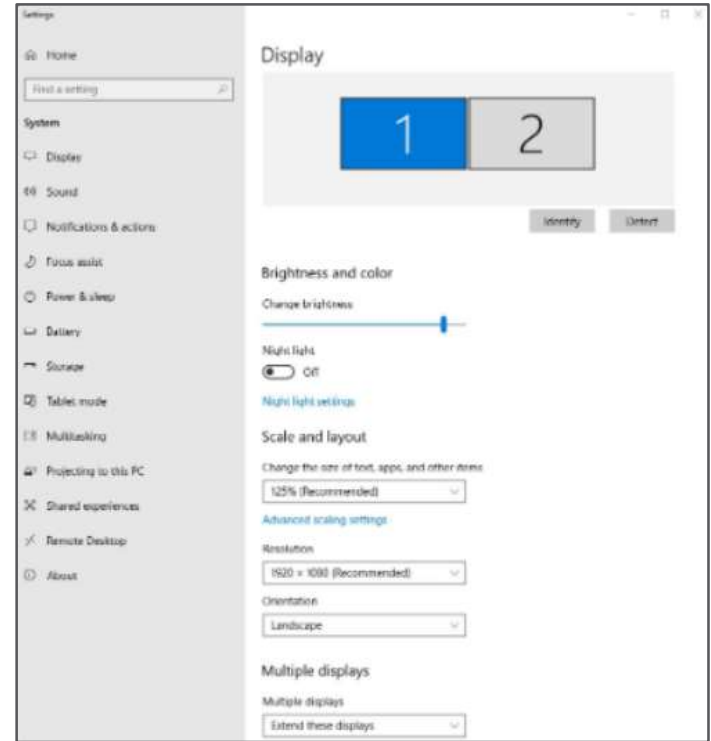 Settings
Home
Find a setting
System
Display
Sound
Notifications & actions
Focus assist
Power & sleep
Battery
Storage
Tablet mode
Multitasking
Projecting to this PC
Shared experiences
Remote Desktop
About
Display
1 2
Identify Detect
Brightness and color
Change brightness
Night light
Off
Night light settings
Scale and layout
Change the size of text, apps, and other items
125% (Recommended)
Advanced scaling settings
Resolution
1920 × 1080 (Recommended)
Orientation
Landscape
Multiple displays
Multiple displays
Extend these displays